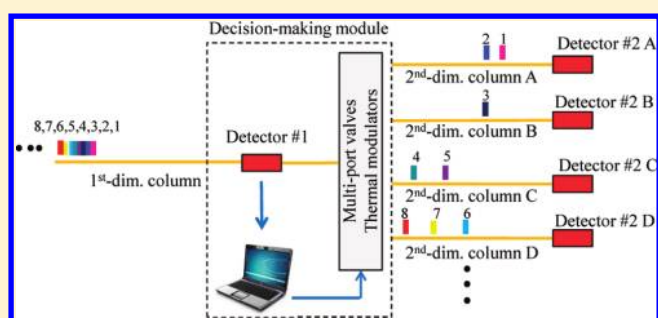 Decision-making module
2 1
Detector #2 A
2nd-dim. column A
3
Detector #2 B
2nd-dim. column B
8,7,6,5,4,3,2,1
Detector #1
1st-dim. column
Multi-port valves
Thermal modulators
4 5
Detector #2 C
2nd-dim. column C
8 7 6
Detector #2 D
2nd-dim. column D